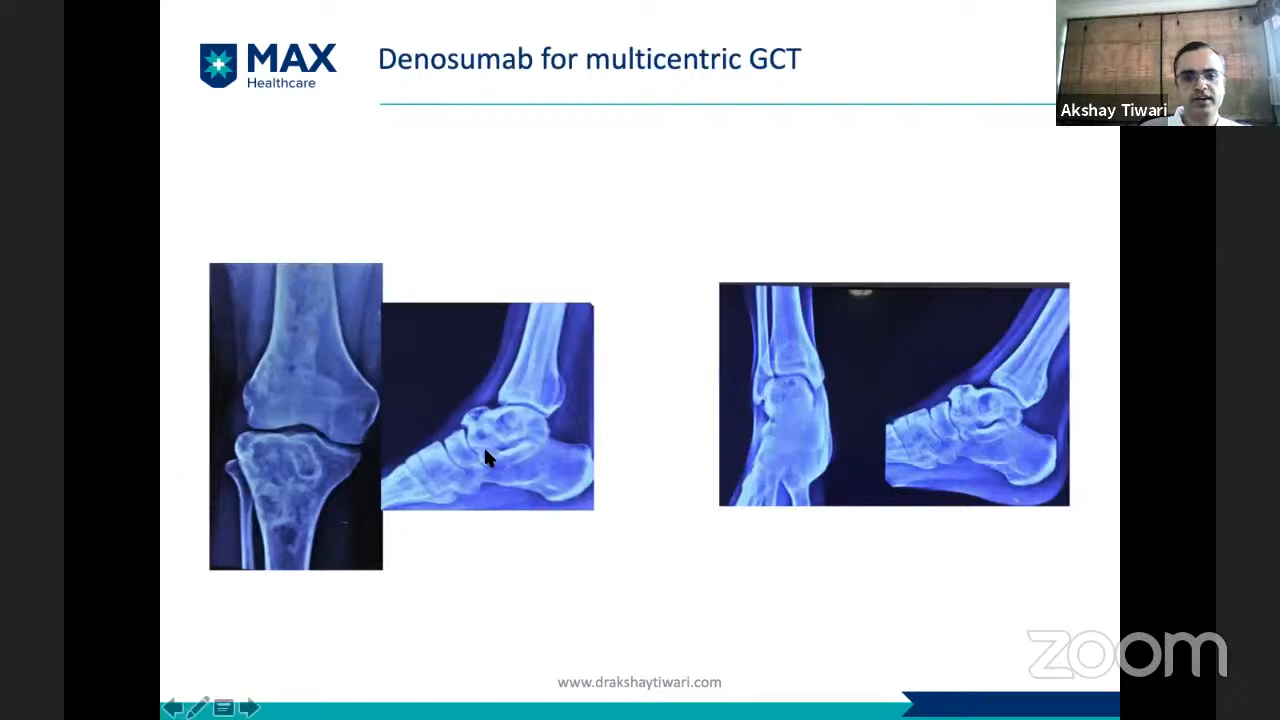 MAX
Healthcare
Denosumab for multicentric GCT
Akshay Tiwari
zoom
www.drakshaytiwari.com